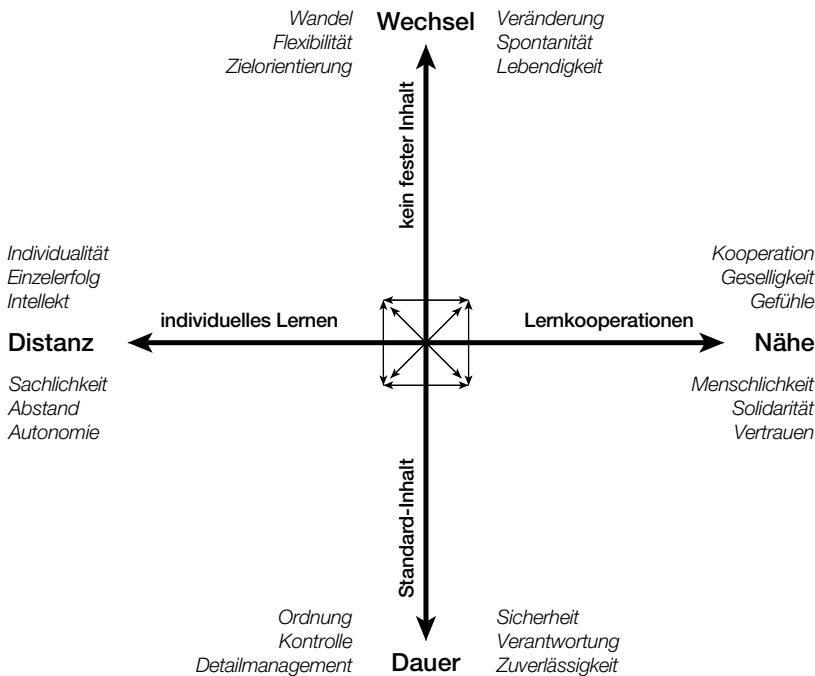 Wandel
Flexibilität
Zielorientierung
Wechsel
Veränderung
Spontanität
Lebendigkeit
kein fester Inhalt
Individualität
Einzelerfolg
Intellekt
Distanz
Sachlichkeit
Abstand
Autonomie
individuelles Lernen
Lernkooperationen
Kooperation
Geselligkeit
Gefühle
Nähe
Menschlichkeit
Solidarität
Vertrauen
Standard-Inhalt
Ordnung
Kontrolle
Detailmanagement
Dauer
Sicherheit
Verantwortung
Zuverlässigkeit